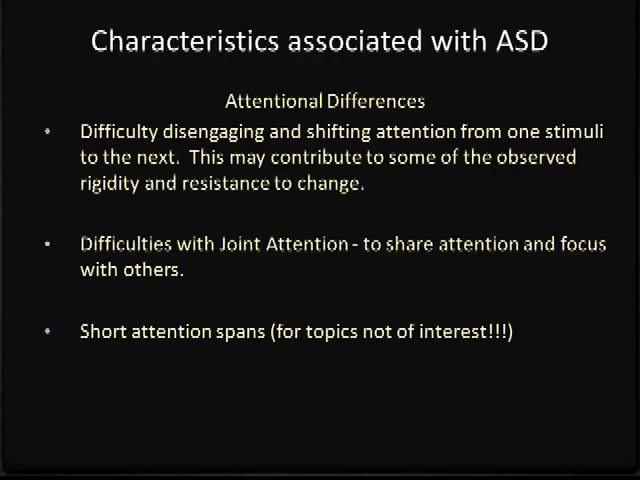 Characteristics associated with ASD
Attentional Differences
• Difficulty disengaging and shifting attention from one stimuli
to the next. This may contribute to some of the observed
rigidity and resistance to change.
• Difficulties with Joint Attention - to share attention and focus
with others.
• Short attention spans (for topics not of interest!!!)